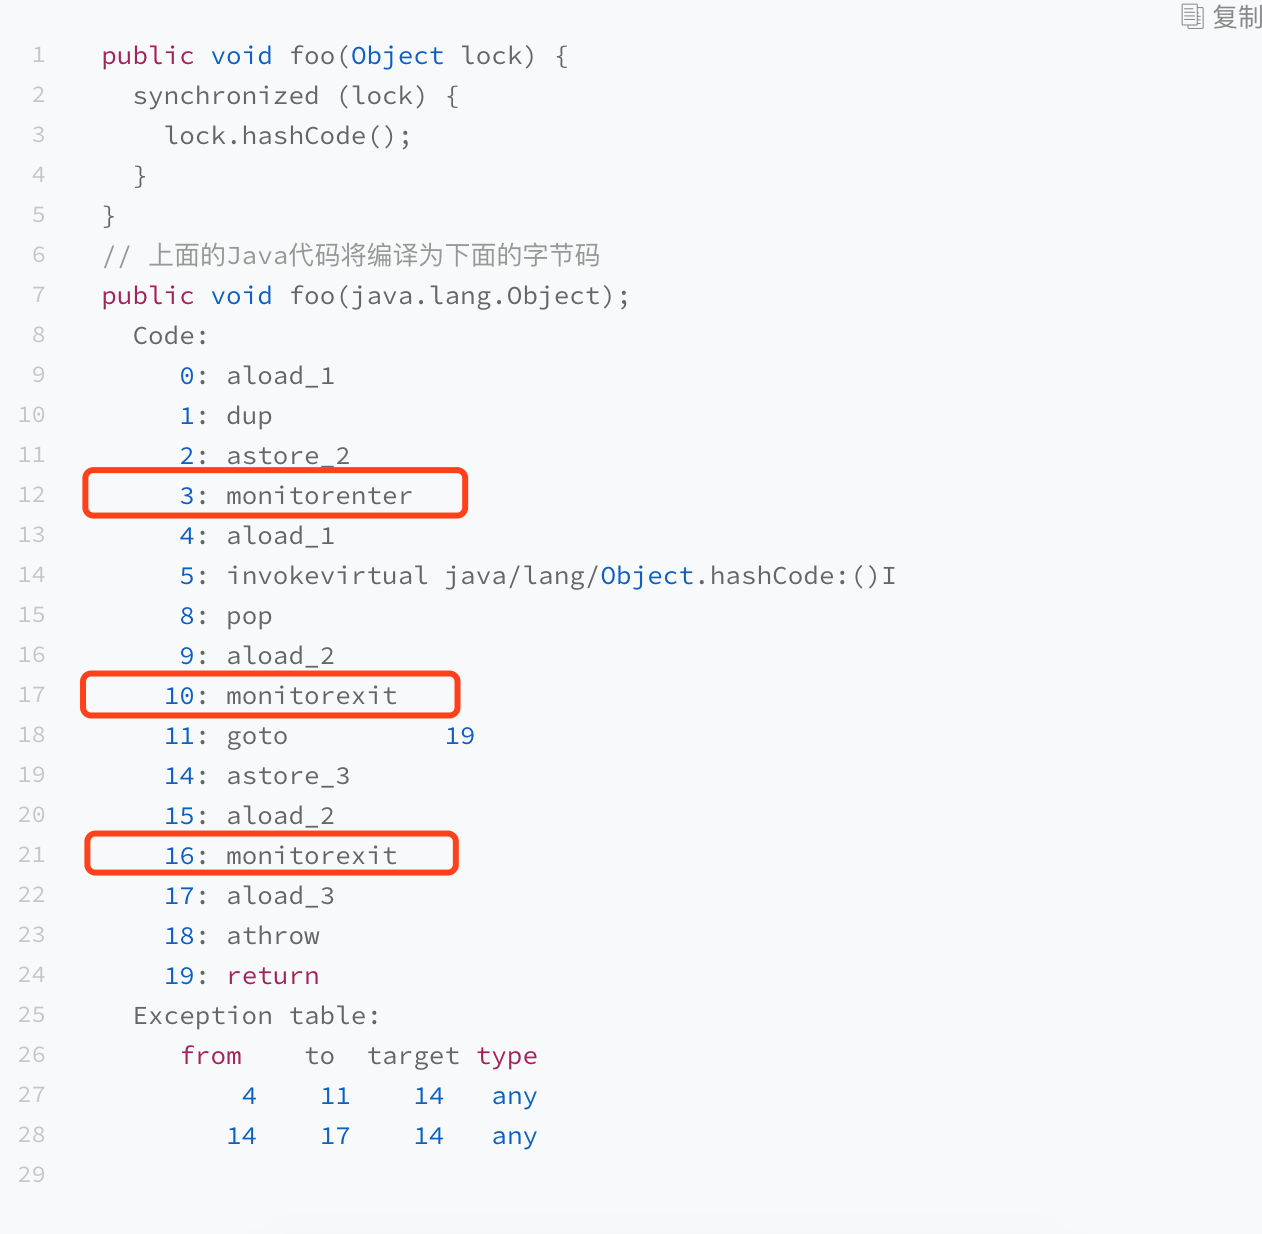 复制
1 public void foo(Object lock) {
2 synchronized (lock) {
3 lock.hashCode();
4 }
5 }
6 // 上面的Java代码将编译为下面的字节码
7 public void foo(java.lang.Object);
8 Code:
9 0: aload_1
10 1: dup
11 2: astore_2
12 3: monitorenter
13 4: aload_1
14 5: invokevirtual java/lang/Object.hashCode:()I
15 8: pop
16 9: aload_2
17 10: monitorexit
18 11: goto 19
19 14: astore_3
20 15: aload_2
21 16: monitorexit
22 17: aload_3
23 18: athrow
24 19: return
25 Exception table:
26 from to target type
27 4 11 14 any
28 14 17 14 any
29